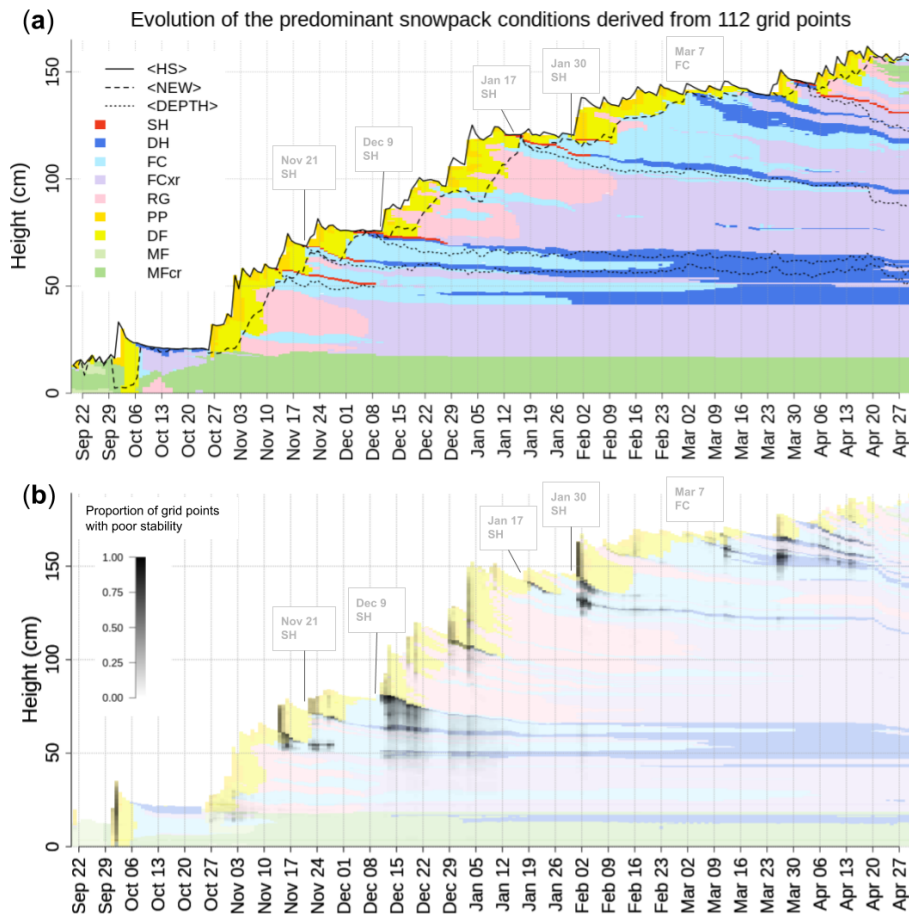 (a) Evolution of the predominant snowpack conditions derived from 112 grid points
Height (cm)
150
100
50
0
<HS>
<NEW>
<DEPTH>
SH
DH
FC
FCxr
RG
PP
DF
MF
MFcr
Nov 21
SH
Dec 9
SH
Jan 17
SH
Jan 30
SH
Mar 7
FC
Sep 22
Sep 29
Oct 06
Oct 13
Oct 20
Oct 27
Nov 03
Nov 10
Nov 17
Nov 24
Dec 01
Dec 08
Dec 15
Dec 22
Dec 29
Jan 05
Jan 12
Jan 19
Jan 26
Feb 02
Feb 09
Feb 16
Feb 23
Mar 02
Mar 09
Mar 16
Mar 23
Mar 30
Apr 06
Apr 13
Apr 20
Apr 27
(b)
Height (cm)
150
100
50
0
Proportion of grid points
with poor stability
1.00
0.75
0.50
0.25
0.00
Nov 21
SH
Dec 9
SH
Jan 17
SH
Jan 30
SH
Mar 7
FC
Sep 22
Sep 29
Oct 06
Oct 13
Oct 20
Oct 27
Nov 03
Nov 10
Nov 17
Nov 24
Dec 01
Dec 08
Dec 15
Dec 22
Dec 29
Jan 05
Jan 12
Jan 19
Jan 26
Feb 02
Feb 09
Feb 16
Feb 23
Mar 02
Mar 09
Mar 16
Mar 23
Mar 30
Apr 06
Apr 13
Apr 20
Apr 27